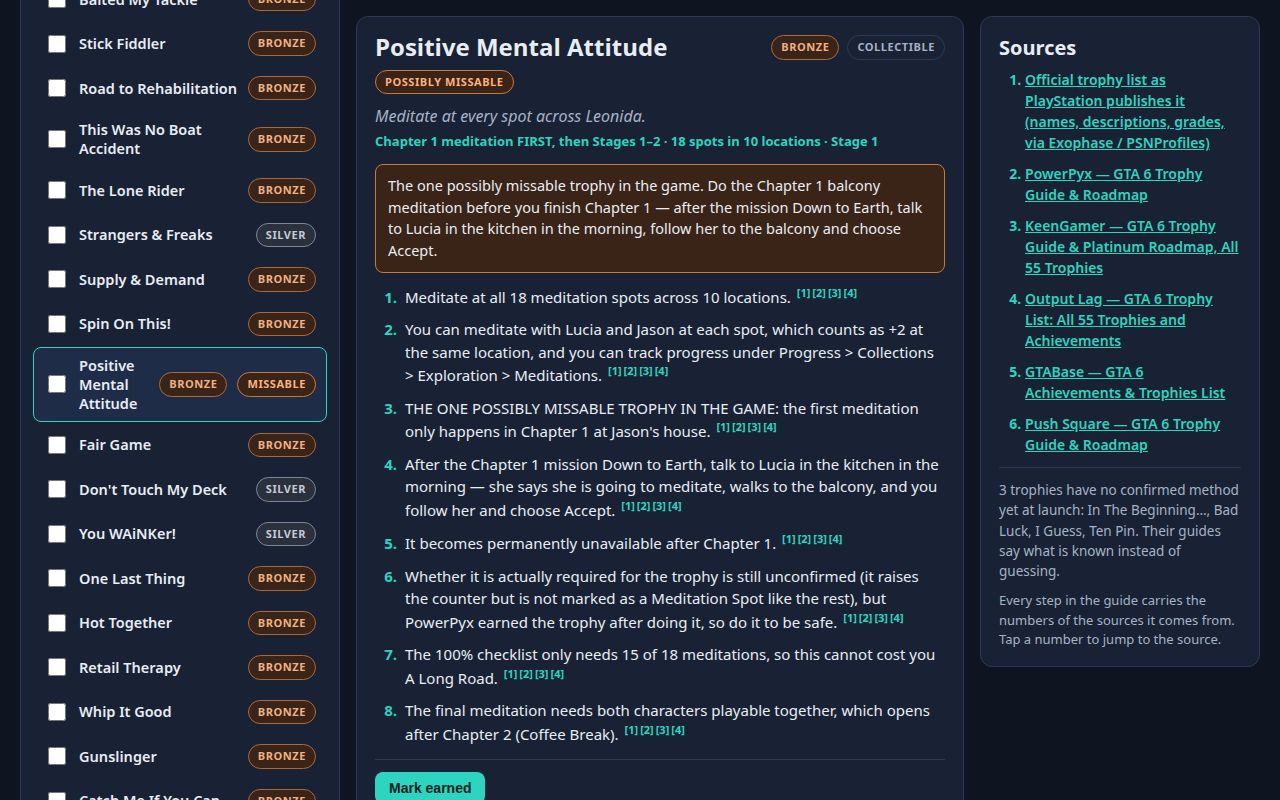 Baited My Tackle BRONZE
Stick Fiddler BRONZE
Road to Rehabilitation BRONZE
This Was No Boat
Accident BRONZE
The Lone Rider BRONZE
Strangers & Freaks SILVER
Supply & Demand BRONZE
Spin On This! BRONZE
Positive
Mental
Attitude BRONZE MISSABLE
Fair Game BRONZE
Don't Touch My Deck SILVER
You WAiNKer! SILVER
One Last Thing BRONZE
Hot Together BRONZE
Retail Therapy BRONZE
Whip It Good BRONZE
Gunslinger BRONZE
Catch Me If You Can BRONZE
Positive Mental Attitude BRONZE COLLECTIBLE
POSSIBLY MISSABLE
Meditate at every spot across Leonida.
Chapter 1 meditation FIRST, then Stages 1–2 · 18 spots in 10 locations · Stage 1
The one possibly missable trophy in the game. Do the Chapter 1 balcony
meditation before you finish Chapter 1 — after the mission Down to Earth, talk
to Lucia in the kitchen in the morning, follow her to the balcony and choose
Accept.
1. Meditate at all 18 meditation spots across 10 locations. [1] [2] [3] [4]
2. You can meditate with Lucia and Jason at each spot, which counts as +2 at
the same location, and you can track progress under Progress > Collections
> Exploration > Meditations. [1] [2] [3] [4]
3. THE ONE POSSIBLY MISSABLE TROPHY IN THE GAME: the first meditation
only happens in Chapter 1 at Jason's house. [1] [2] [3] [4]
4. After the Chapter 1 mission Down to Earth, talk to Lucia in the kitchen in the
morning — she says she is going to meditate, walks to the balcony, and you
follow her and choose Accept. [1] [2] [3] [4]
5. It becomes permanently unavailable after Chapter 1. [1] [2] [3] [4]
6. Whether it is actually required for the trophy is still unconfirmed (it raises
the counter but is not marked as a Meditation Spot like the rest), but
PowerPyx earned the trophy after doing it, so do it to be safe. [1] [2] [3] [4]
7. The 100% checklist only needs 15 of 18 meditations, so this cannot cost you
A Long Road. [1] [2] [3] [4]
8. The final meditation needs both characters playable together, which opens
after Chapter 2 (Coffee Break). [1] [2] [3] [4]
Mark earned
Sources
1. Official trophy list as
PlayStation publishes it
(names, descriptions, grades,
via Exophase / PSNProfiles)
2. PowerPyx — GTA 6 Trophy
Guide & Roadmap
3. KeenGamer — GTA 6 Trophy
Guide & Platinum Roadmap, All
55 Trophies
4. Output Lag — GTA 6 Trophy
List: All 55 Trophies and
Achievements
5. GTABase — GTA 6
Achievements & Trophies List
6. Push Square — GTA 6 Trophy
Guide & Roadmap
3 trophies have no confirmed method
yet at launch: In The Beginning..., Bad
Luck, I Guess, Ten Pin. Their guides
say what is known instead of
guessing.
Every step in the guide carries the
numbers of the sources it comes from.
Tap a number to jump to the source.